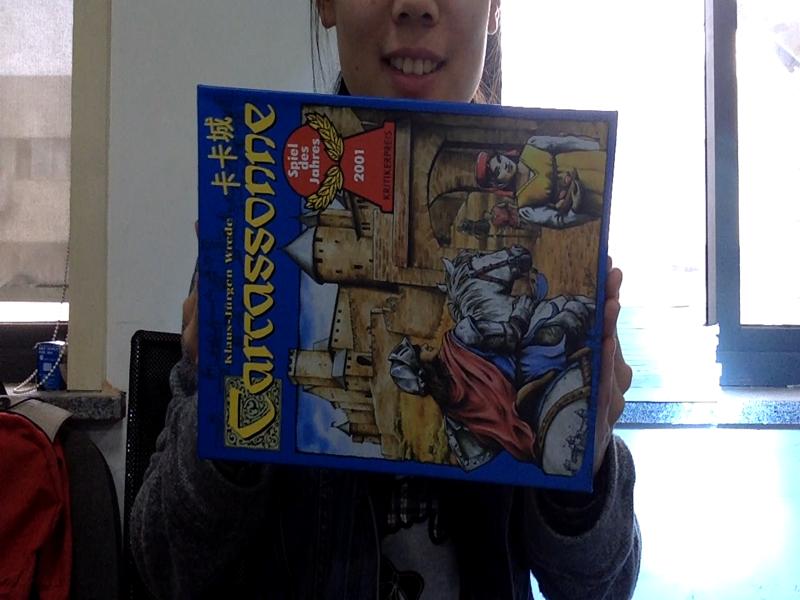 卡卡城
Klaus-Jürgen Wrede
Carcassonne
Spiel
des
Jahres
2001
KRITIKERPREIS